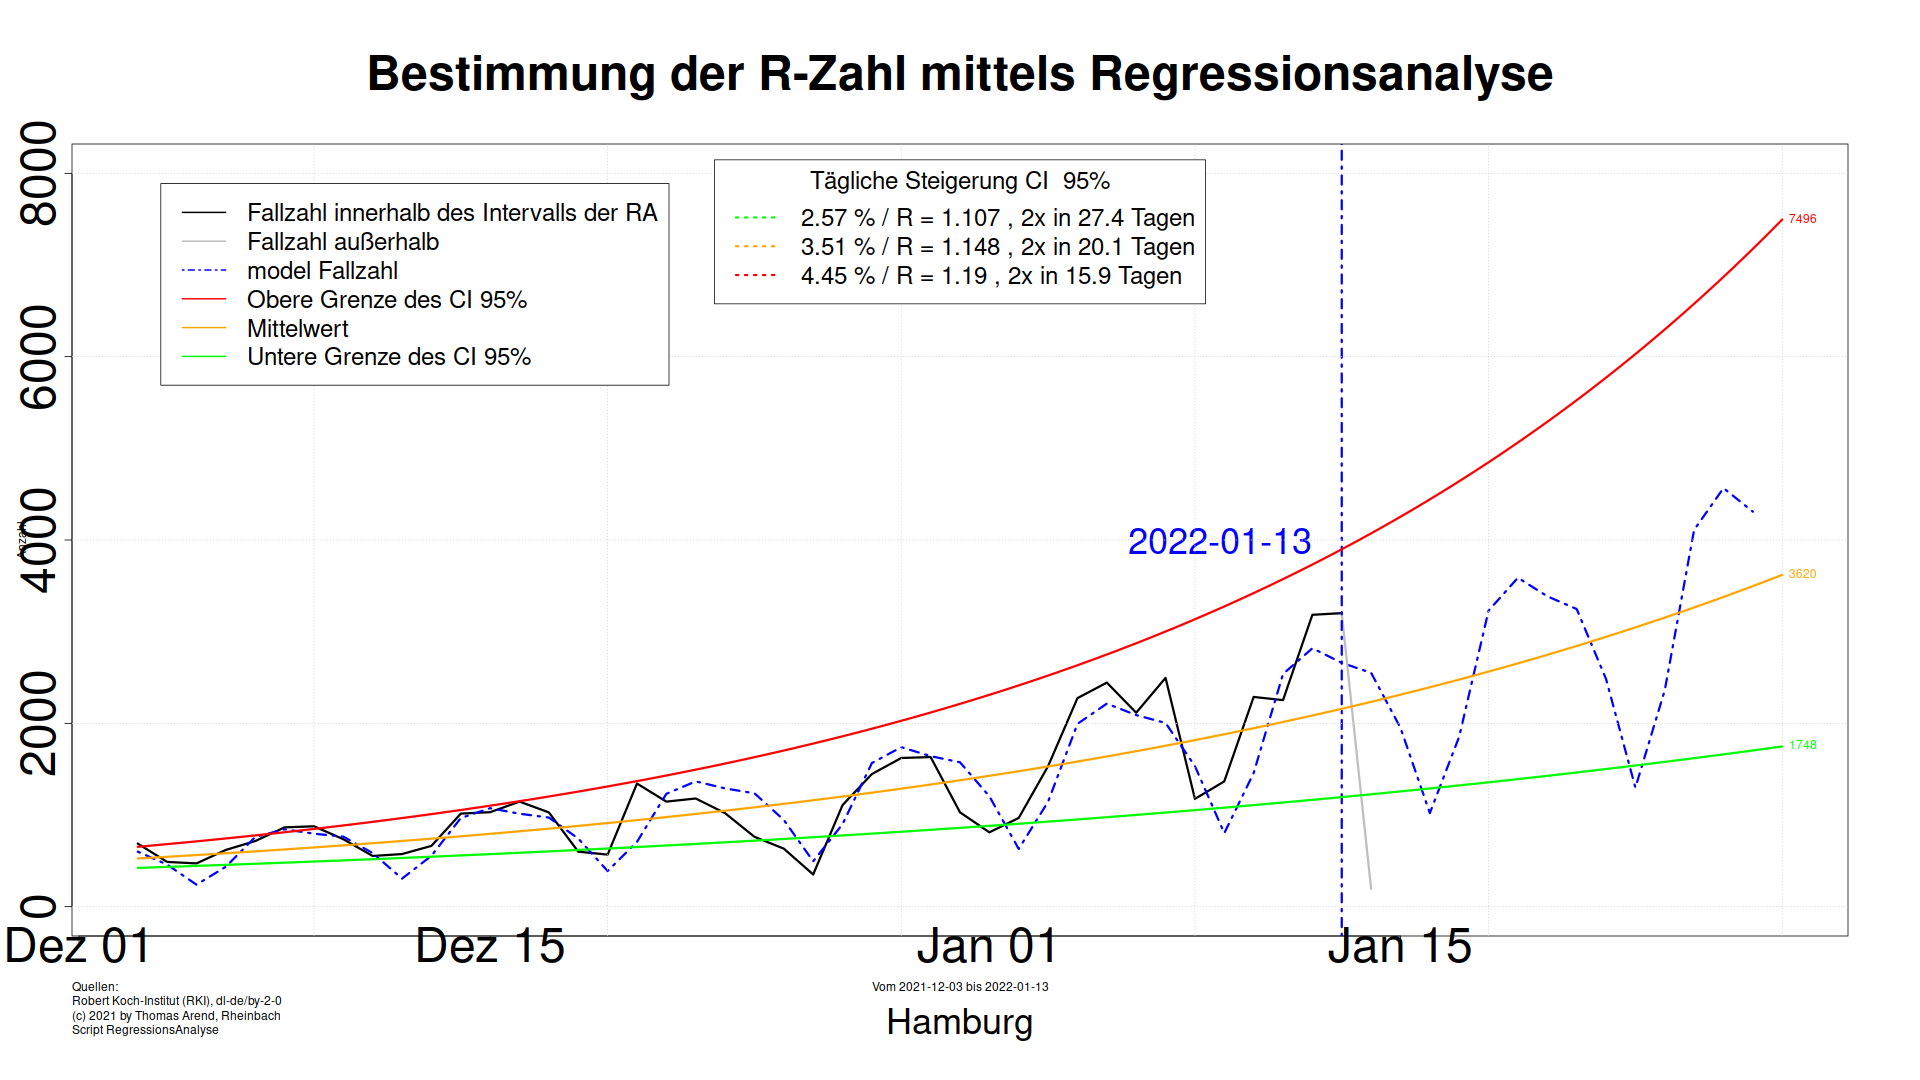 Bestimmung der R-Zahl mittels Regressionsanalyse
8000
6000
4000
2000
0
Anzahl
Fallzahl innerhalb des Intervalls der RA
Fallzahl außerhalb
model Fallzahl
Obere Grenze des CI 95%
Mittelwert
Untere Grenze des CI 95%
Tägliche Steigerung CI  95%
2.57 % / R = 1.107 , 2x in 27.4 Tagen
3.51 % / R = 1.148 , 2x in 20.1 Tagen
4.45 % / R = 1.19 , 2x in 15.9 Tagen
7496
2022-01-13
3620
1748
Dez 01
Dez 15
Jan 01
Jan 15
Quellen:
Robert Koch-Institut (RKI), dl-de/by-2-0
(c) 2021 by Thomas Arend, Rheinbach
Script RegressionsAnalyse
Vom 2021-12-03 bis 2022-01-13
Hamburg